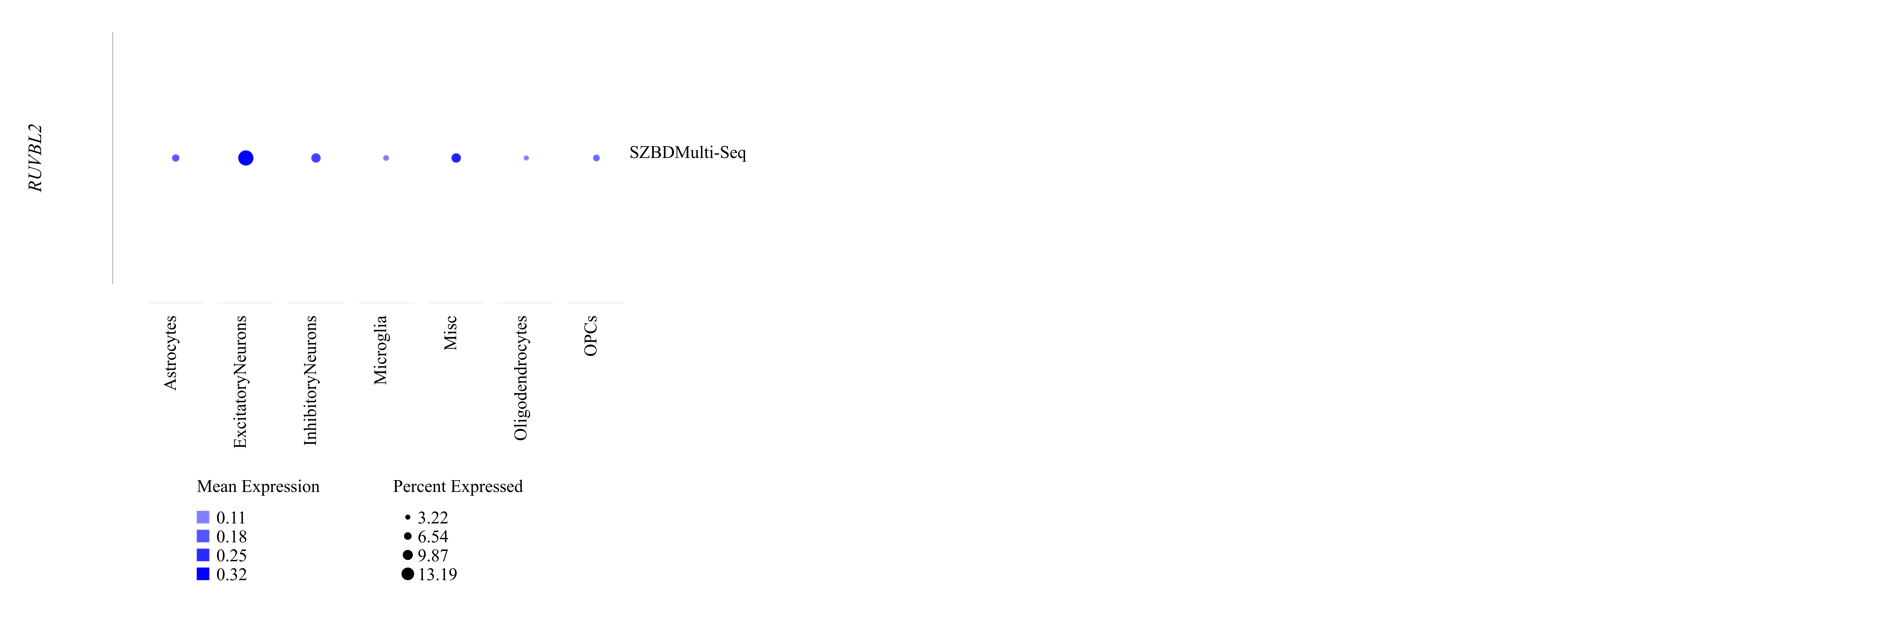 RUVBL2
SZBDMulti-Seq
Astrocytes
ExcitatoryNeurons
InhibitoryNeurons
Microglia
Misc
Oligodendrocytes
OPCs
Mean Expression
0.11
0.18
0.25
0.32
Percent Expressed
3.22
6.54
9.87
13.19